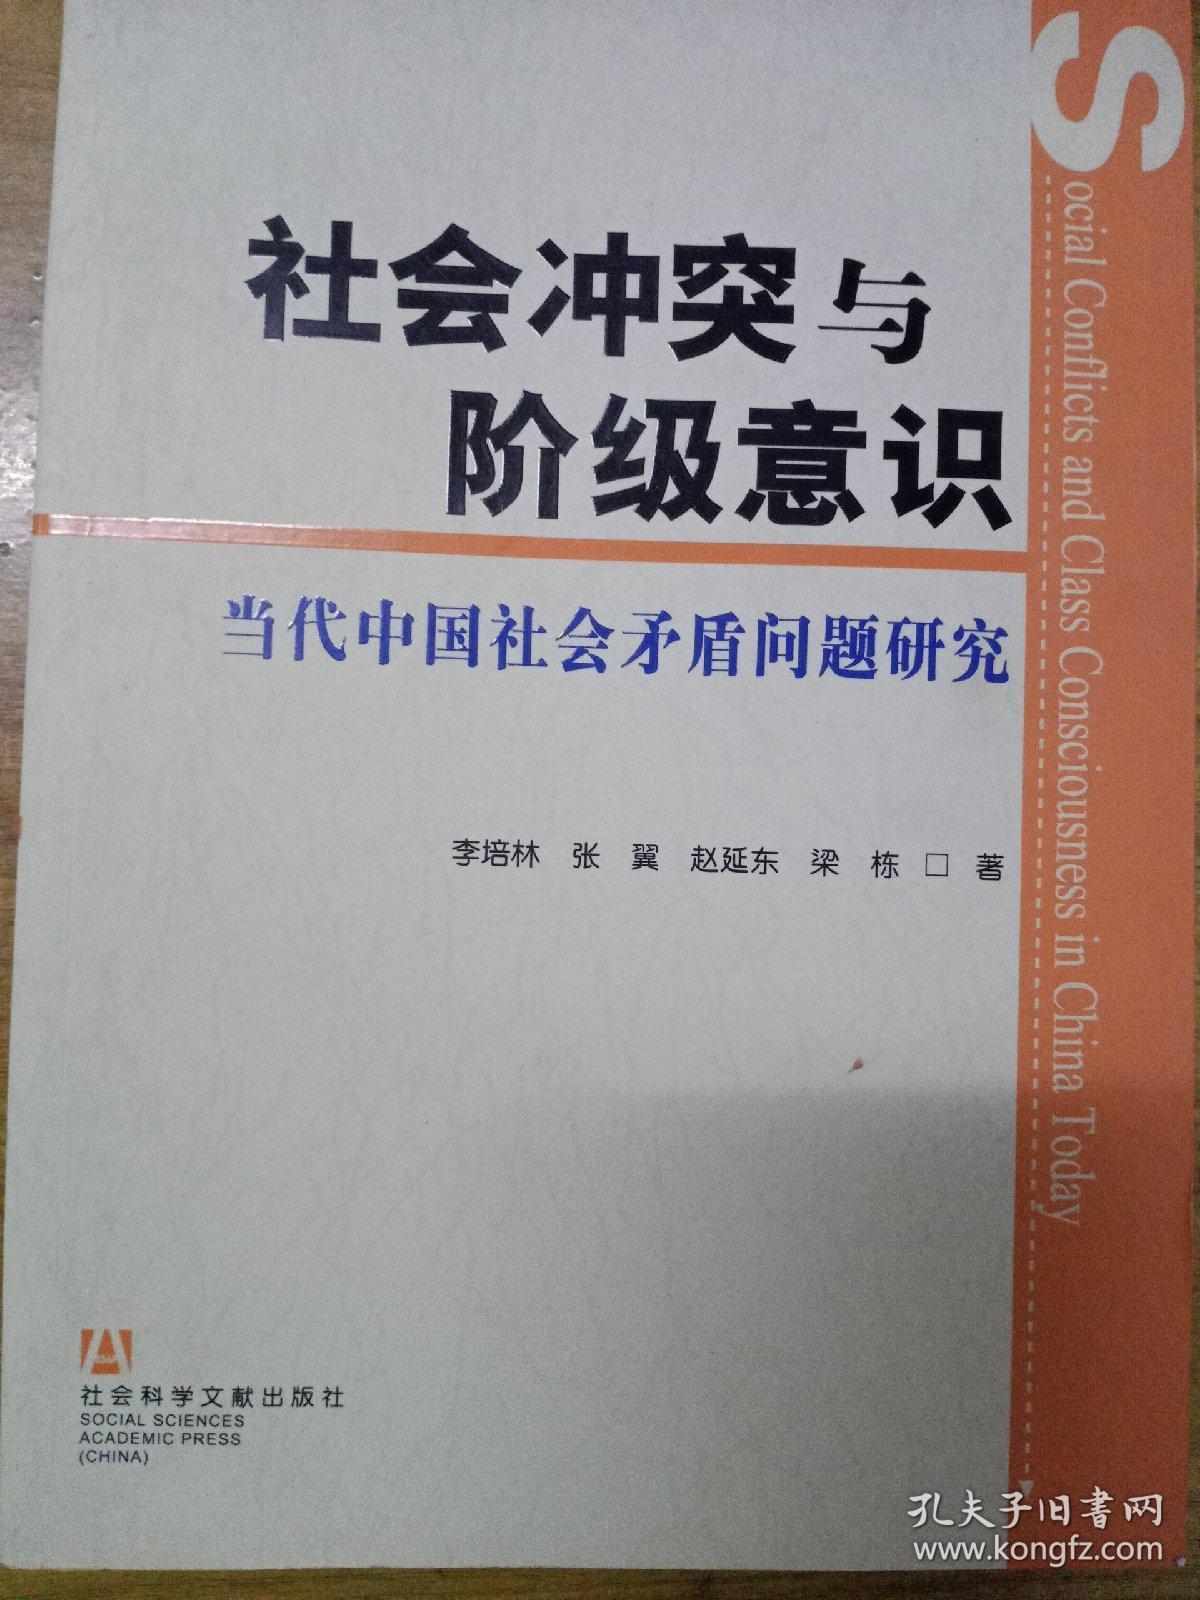 社会冲突与
阶级意识
当代中国社会矛盾问题研究
李培林 张 翼 赵延东 梁 栋 □ 著
Social Conflicts and Class Consciousness in China Today
SSAP
社会科学文献出版社
SOCIAL SCIENCES
ACADEMIC PRESS
(CHINA)
孔夫子旧书网
www.kongfz.com